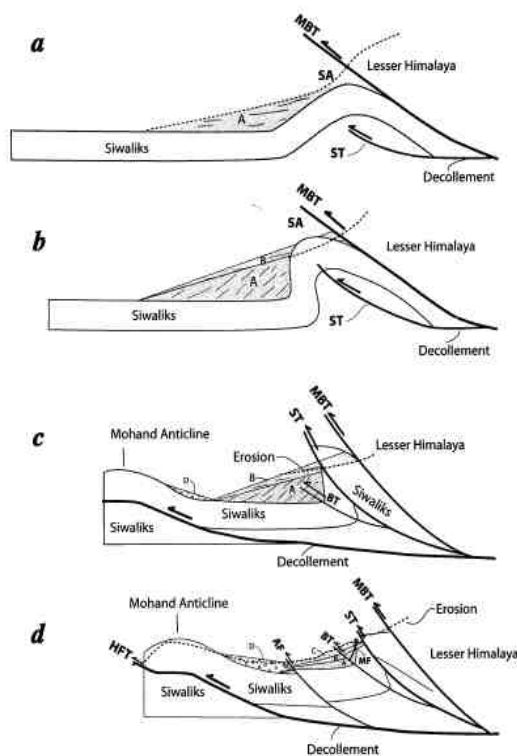 a
MBT
Lesser Himalaya
SA
A
Siwaliks
ST
Decollement
b
MBT
SA
Lesser Himalaya
B
A
Siwaliks
ST
Decollement
c
ST
MBT
Mohand Anticline
Erosion
Lesser Himalaya
B
D
A
BT
Siwaliks
Siwaliks
Siwaliks
Decollement
d
MBT
Mohand Anticline
ST
Erosion
BT
D
AF
C
HFT
MF
Lesser Himalaya
Siwaliks
Siwaliks
Decollement